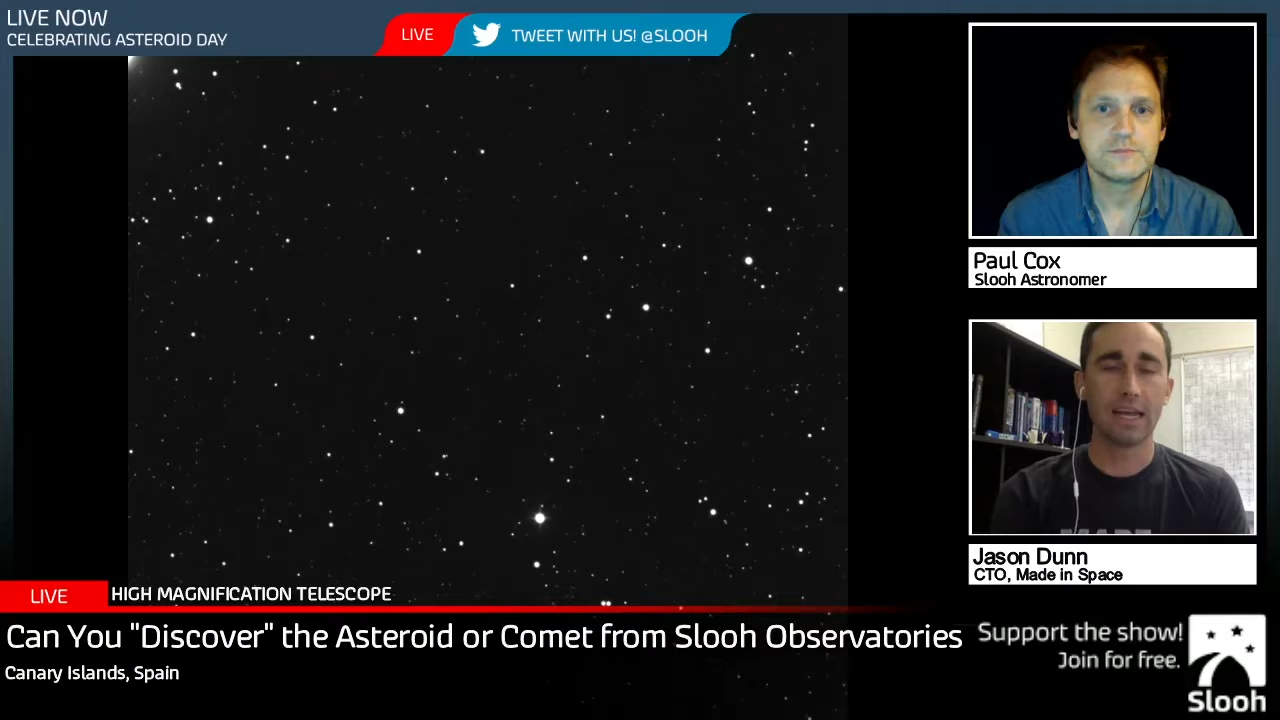 LIVE NOW
CELEBRATING ASTEROID DAY
LIVE
TWEET WITH US! @SLOOH
Paul Cox
Slooh Astronomer
Jason Dunn
CTO, Made in Space
LIVE
HIGH MAGNIFICATION TELESCOPE
Can You "Discover" the Asteroid or Comet from Slooh Observatories
Canary Islands, Spain
Support the show!
Join for free.
Slooh